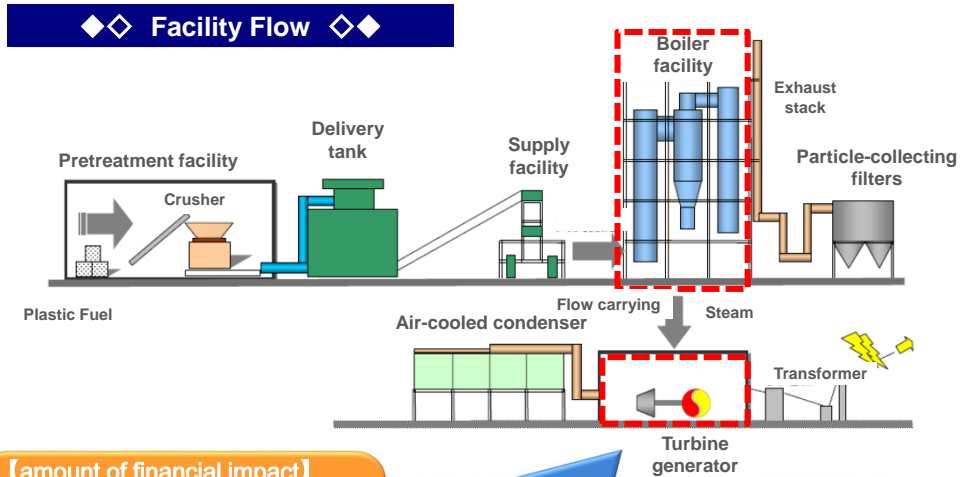 ◆◇ Facility Flow ◇◆
Boiler
facility
Exhaust
stack
Delivery
tank
Supply
facility
Particle-collecting
filters
Pretreatment facility
Crusher
Plastic Fuel
Flow carrying
Steam
Air-cooled condenser
Transformer
Turbine
generator
【amount of financial impact】